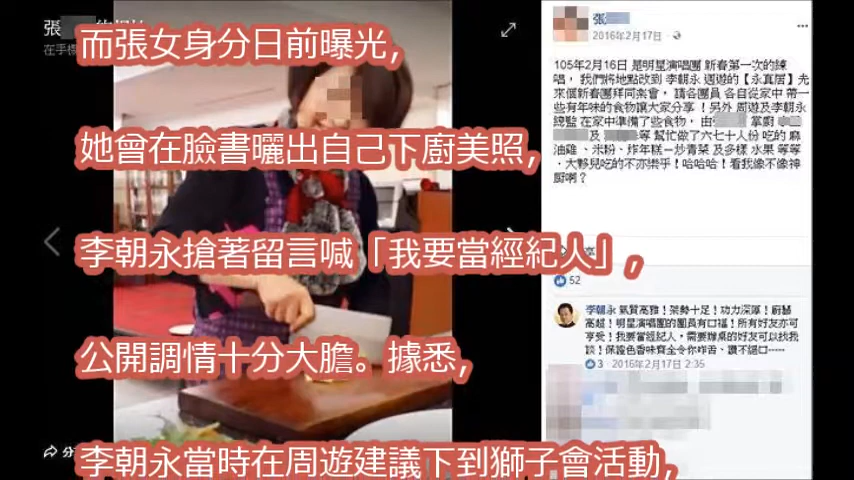 而張女身分日前曝光,
她曾在臉書曬出自己下廚美照,
李朝永搶著留言喊「我要當經紀人」,
公開調情十分大膽。據悉,
李朝永當時在周遊建議下到獅子會活動,
張
在手機
分
張
2016年2月17日
105年2月16日 是明星演唱團 新春第一次的練
唱, 我們將地點改到 李朝永 週遊的【永真居】先
來個新春團拜同樂會, 請各團員 各自從家中 帶一
些有年味的食物讓大家分享 ! 另外 周遊及李朝永
總監 在家中準備了些食物, 由 掌廚
及 等 幫忙做了六七十人份 吃的 麻
油雞 、米粉、炸年糕一炒青菜 及多樣 水果 等等
. 大夥兒吃的不亦樂乎 ! 哈哈哈 ! 看我像不像神
廚啊 ?
52
李朝永 氣質高雅!架勢十足!功力深厚!廚藝
高超!明星演唱團的團員有口福!所有好友亦可
享受!我要當經紀人,需要辦桌的好友可以找我
談!保證色香味齊全令你咋舌、讚不絕口⋯⋯
3 · 2016年2月17日 2:35